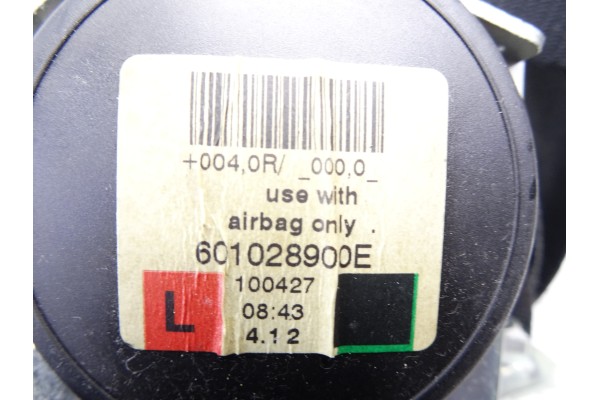 +004,0R/ _000,0_
use with
airbag only .
601028900E
100427
L
08:43
4.1 2